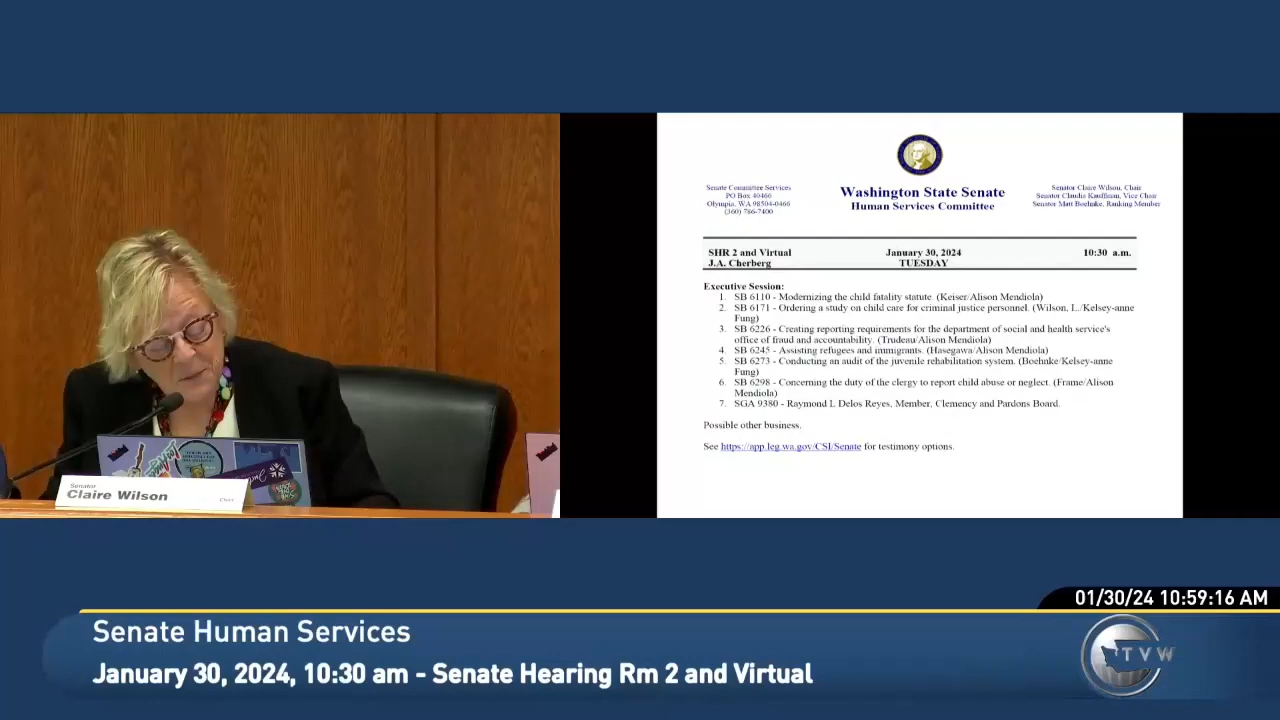 Senate Committee Services
PO Box 40466
Olympia, WA 98504-0466
(360) 786-7400
Washington State Senate
Human Services Committee
Senator Claire Wilson, Chair
Senator Claudia Kauffman, Vice Chair
Senator Matt Boehnke, Ranking Member
SHR 2 and Virtual
J.A. Cherberg
January 30, 2024
TUESDAY
10:30 a.m.
Executive Session:
1. SB 6110 - Modernizing the child fatality statute. (Keiser/Alison Mendiola)
2. SB 6171 - Ordering a study on child care for criminal justice personnel. (Wilson, L./Kelsey-anne
Fung)
3. SB 6226 - Creating reporting requirements for the department of social and health service's
office of fraud and accountability. (Trudeau/Alison Mendiola)
4. SB 6245 - Assisting refugees and immigrants. (Hasegawa/Alison Mendiola)
5. SB 6273 - Conducting an audit of the juvenile rehabilitation system. (Boehnke/Kelsey-anne
Fung)
6. SB 6298 - Concerning the duty of the clergy to report child abuse or neglect. (Frame/Alison
Mendiola)
7. SGA 9380 - Raymond I. Delos Reyes, Member, Clemency and Pardons Board.
Possible other business.
See https://app.leg.wa.gov/CSI/Senate for testimony options.
Senator
Claire Wilson
Chair
01/30/24 10:59:16 AM
Senate Human Services
January 30, 2024, 10:30 am - Senate Hearing Rm 2 and Virtual
TVW